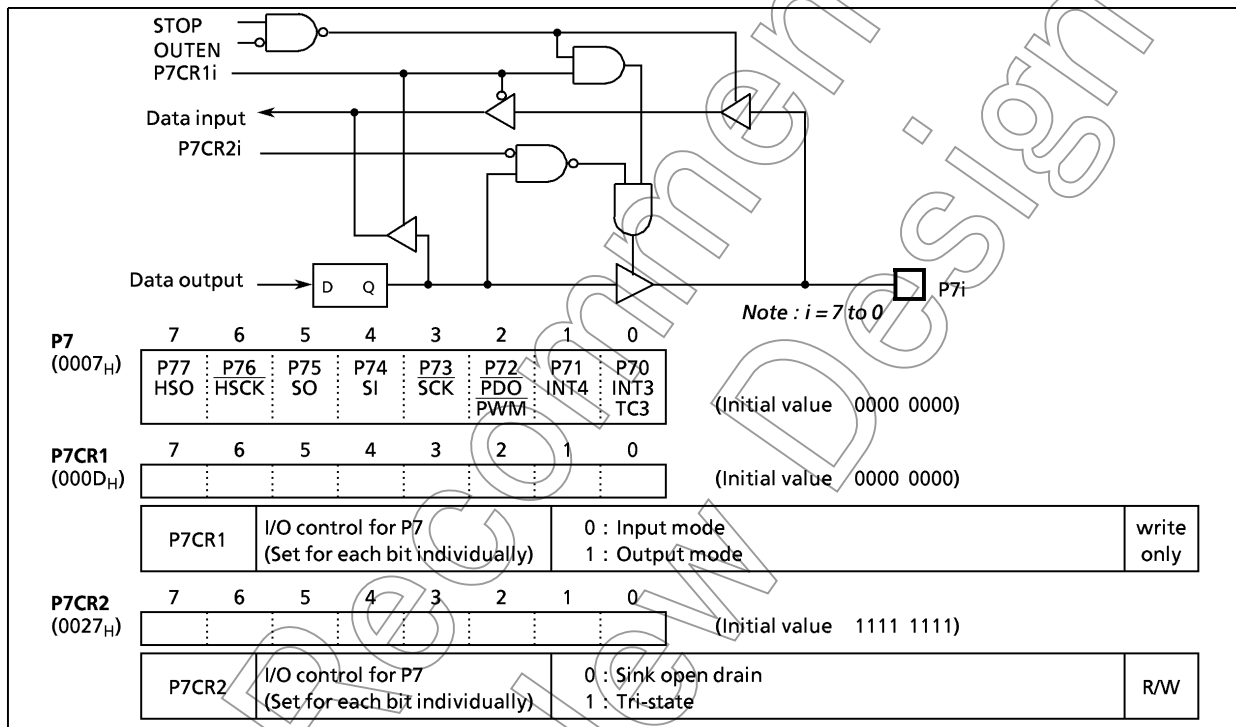 STOP
OUTEN
P7CR1i
Data input
P7CR2i
Data output
D Q
P7i
Note : i = 7 to 0
P7
(0007H)
7 6 5 4 3 2 1 0
P77 P76 P75 P74 P73 P72 P71 P70
HSO HSCK SO SI SCK PDO INT4 INT3
PWM TC3
(Initial value 0000 0000)
P7CR1
(000DH)
7 6 5 4 3 2 1 0
(Initial value 0000 0000)
P7CR1
I/O control for P7
(Set for each bit individually)
0 : Input mode
1 : Output mode
write
only
P7CR2
(0027H)
7 6 5 4 3 2 1 0
(Initial value 1111 1111)
P7CR2
I/O control for P7
(Set for each bit individually)
0 : Sink open drain
1 : Tri-state
R/W
Recommen
New Design